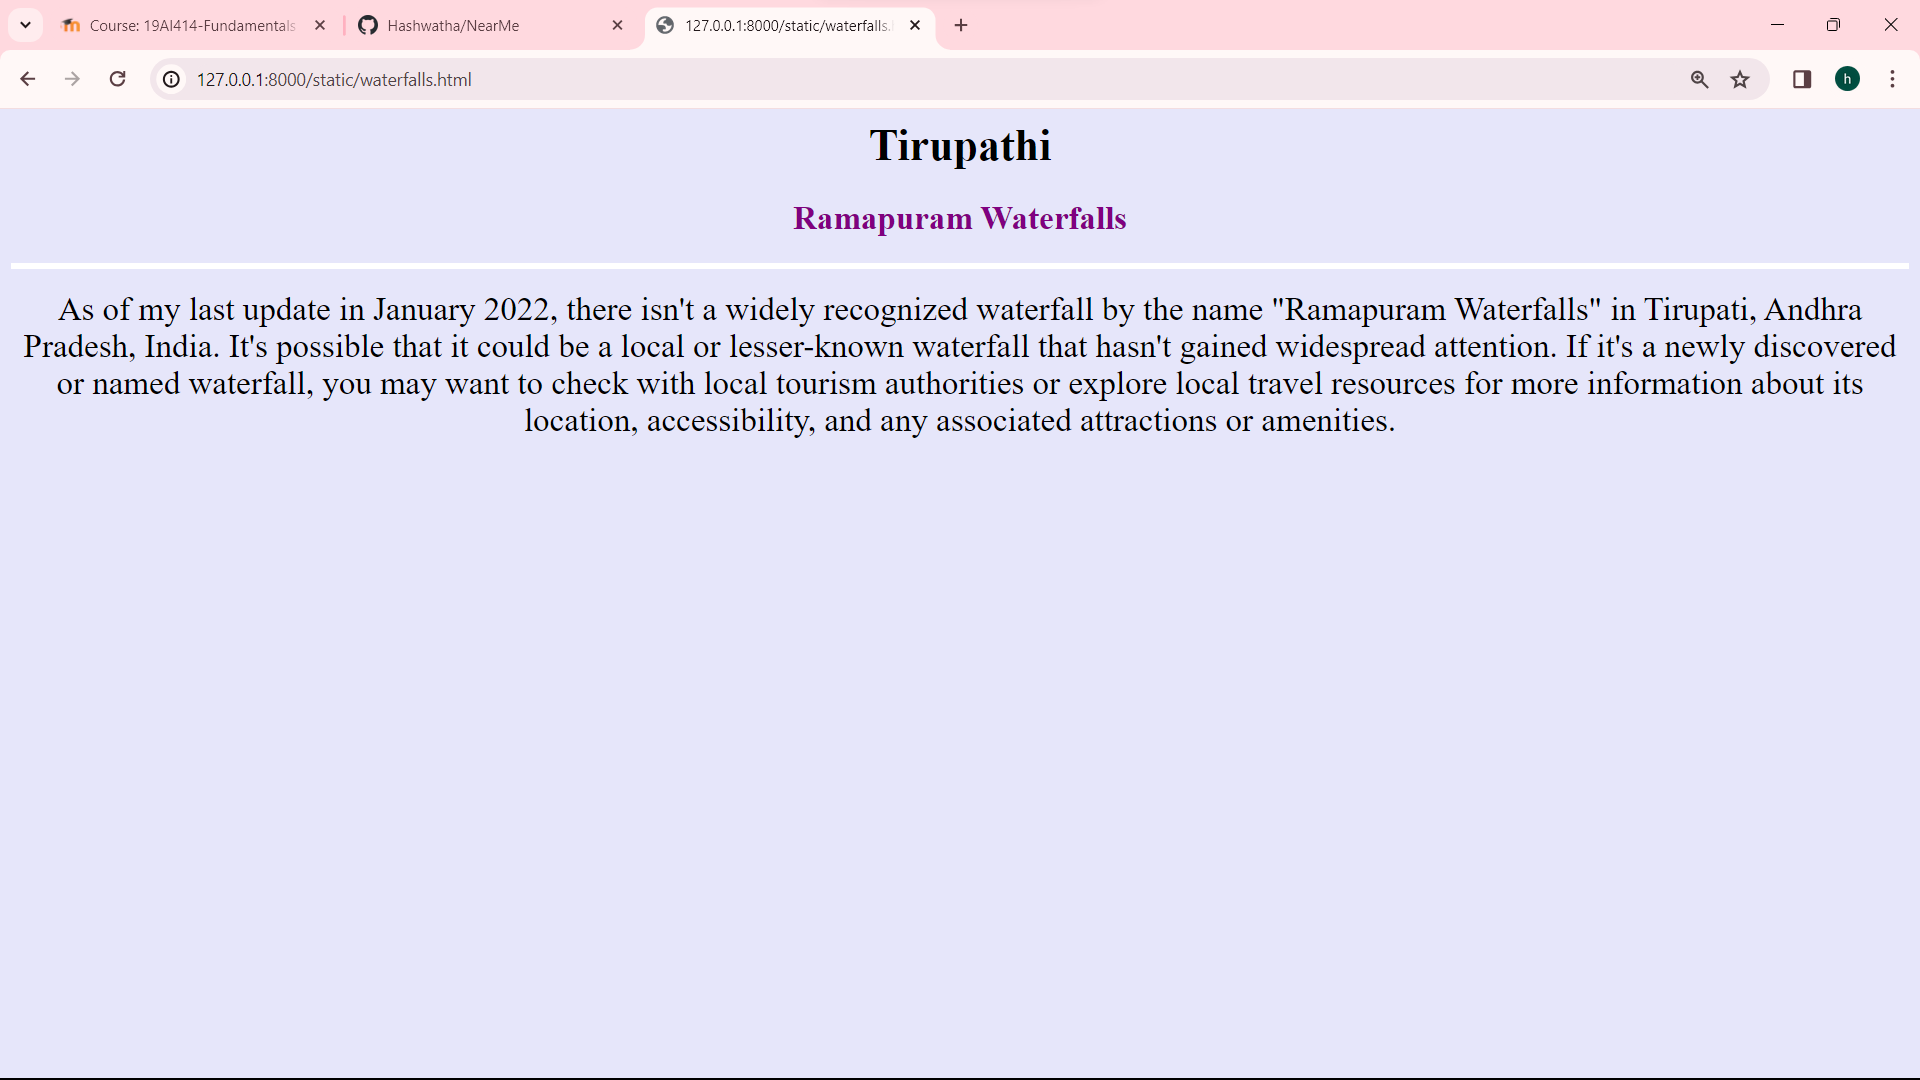 Course: 19AI414-Fundamentals
Hashwatha/NearMe
127.0.0.1:8000/static/waterfalls.
127.0.0.1:8000/static/waterfalls.html
h
Tirupathi
Ramapuram Waterfalls
As of my last update in January 2022, there isn't a widely recognized waterfall by the name "Ramapuram Waterfalls" in Tirupati, Andhra
Pradesh, India. It's possible that it could be a local or lesser-known waterfall that hasn't gained widespread attention. If it's a newly discovered
or named waterfall, you may want to check with local tourism authorities or explore local travel resources for more information about its
location, accessibility, and any associated attractions or amenities.